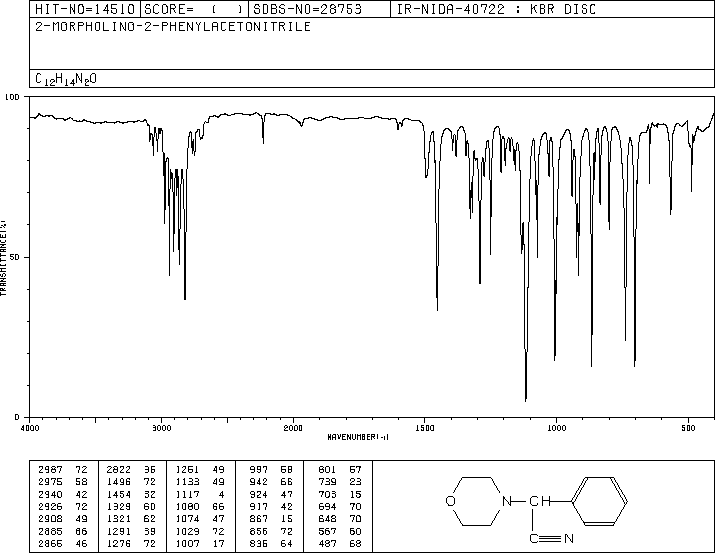 HIT-NO=14510 SCORE= ( ) SDBS-NO=28753 IR-NIDA-40722 : KBR DISC
2-MORPHOLINO-2-PHENYLACETONITRILE
C12H14N2O
100
50
0
TRANSMITTANCE(%)
4000 3000 2000 1500 1000 500
WAVENUMBER(-1)
2987 72 2822 36 1251 49 997 68 801 57
2975 58 1496 72 1133 49 942 66 739 23
2940 42 1454 32 1117 4 924 47 703 15
2926 72 1329 60 1080 66 917 42 694 70
2908 49 1321 62 1074 47 867 15 648 70
2885 66 1291 39 1029 72 856 72 567 60
2866 46 1276 72 1007 17 836 64 487 68
O N CH
C N